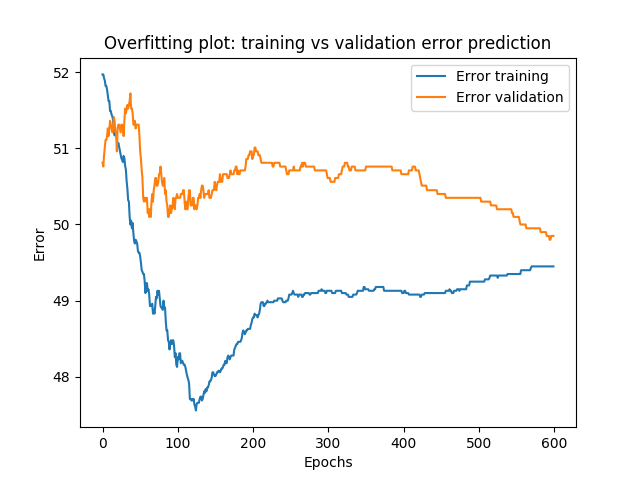 Overfitting plot: training vs validation error prediction
Error training
Error validation
52
51
50
49
48
Error
0 100 200 300 400 500 600
Epochs